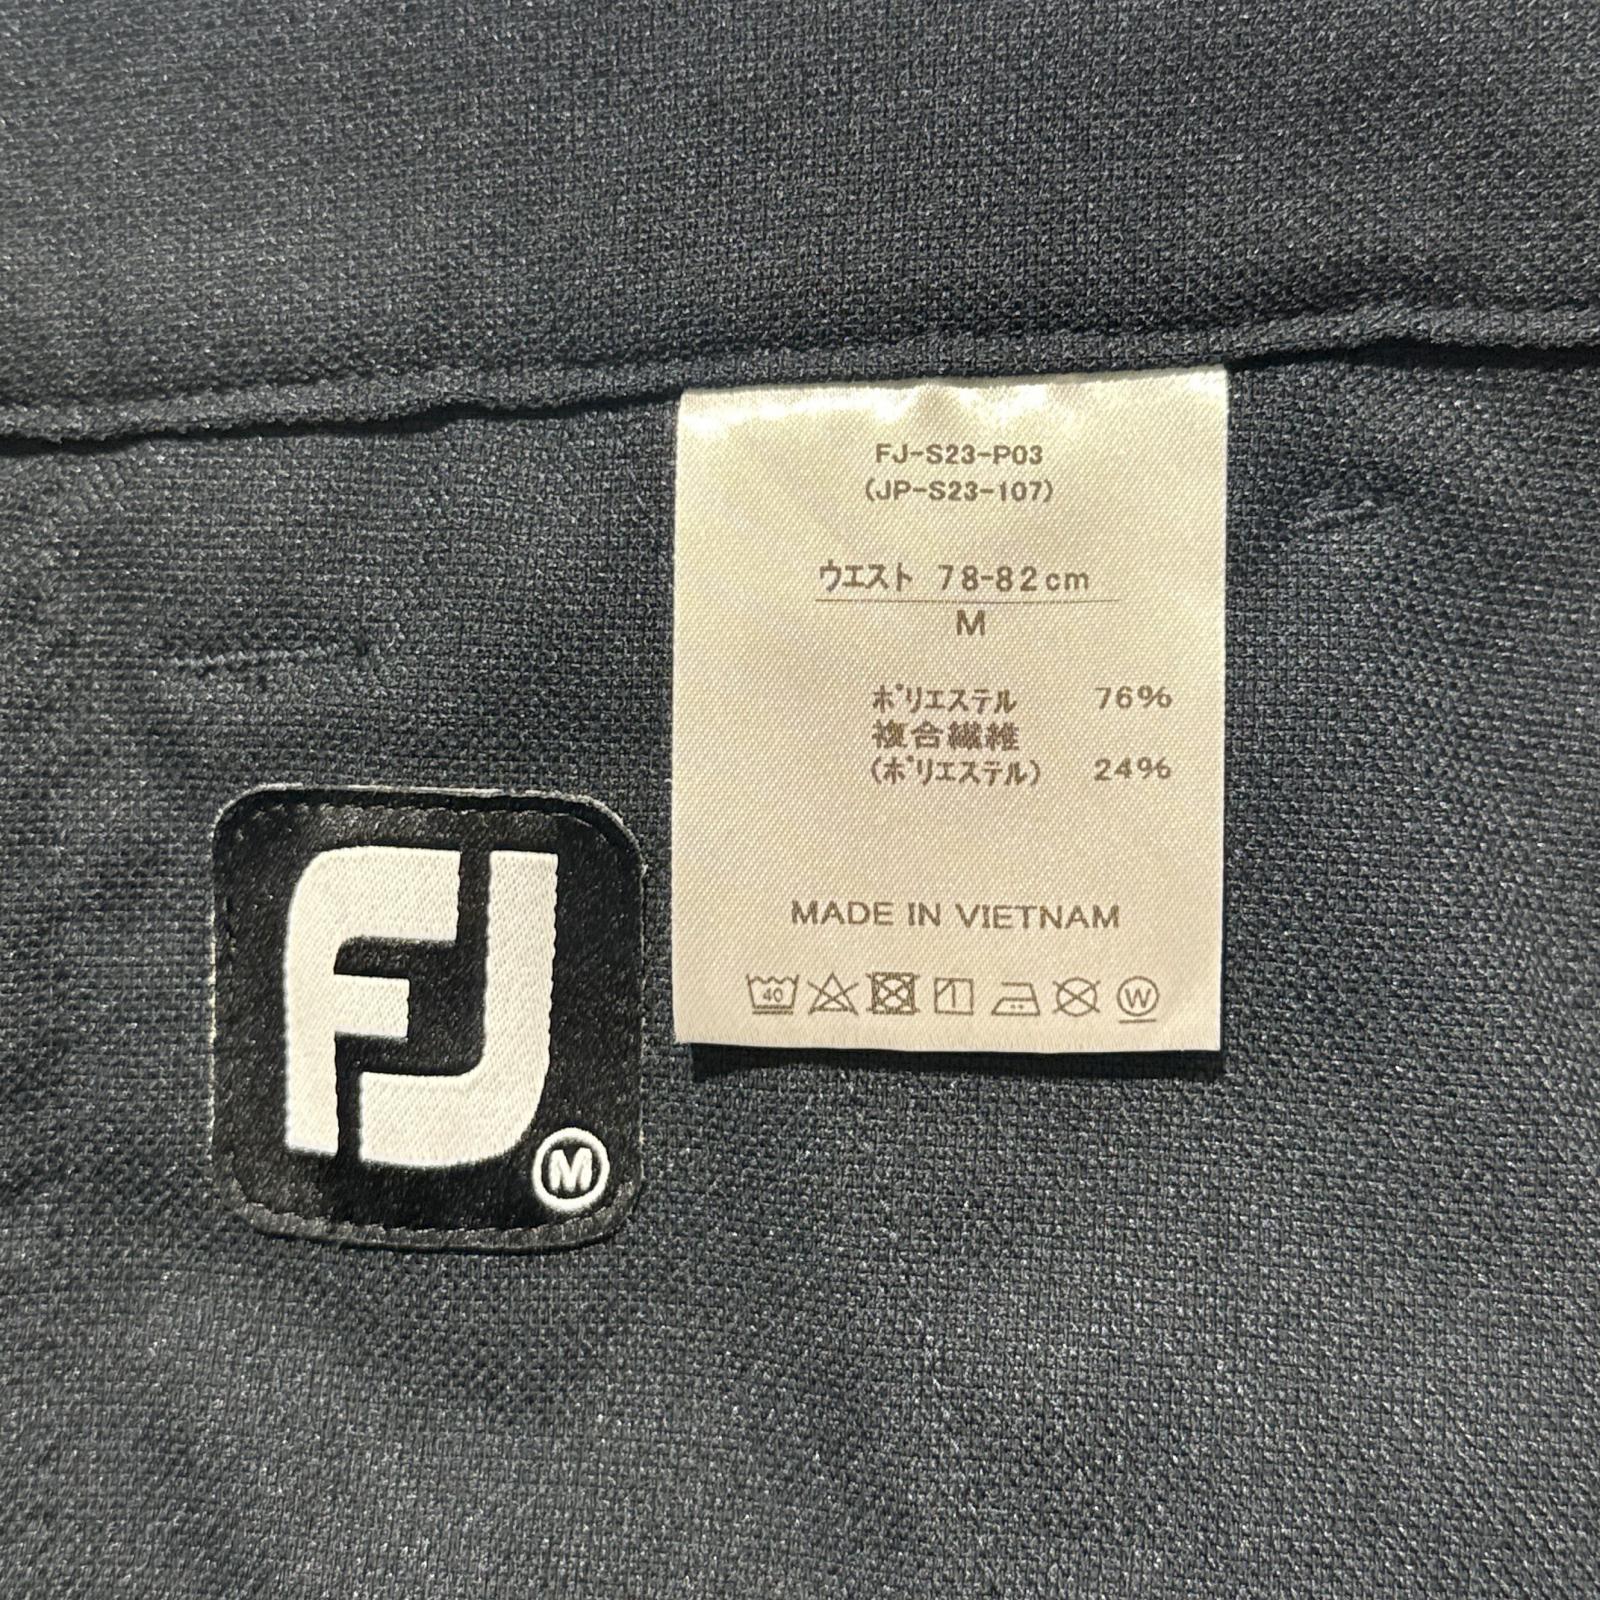 FJ-S23-P03
(JP-S23-107)
ウエスト 78-82cm
M
ポリエステル 76%
複合繊維
(ポリエステル) 24%
MADE IN VIETNAM
40 W
FJ
M